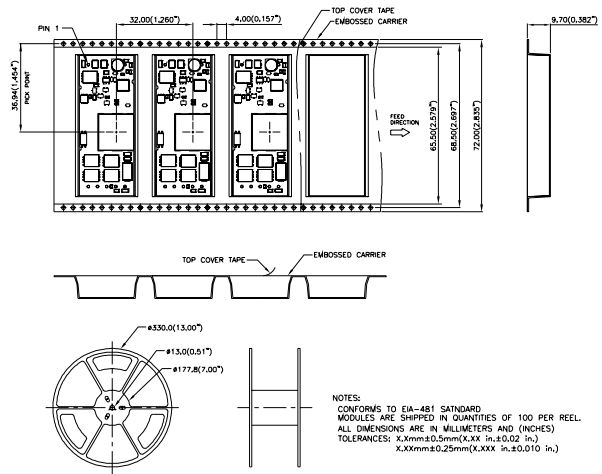 TOP COVER TAPE
EMBOSSED CARRIER
PIN 1
32.00(1.260")
4.00(0.157")
9.70(0.382")
36.94(1.454")
PICK POINT
FEED
DIRECTION
65.50(2.579")
68.50(2.697")
72.00(2.835")
TOP COVER TAPE
EMBOSSED CARRIER
ø330.0(13.00")
ø13.0(0.51")
ø177.8(7.00")
NOTES:
CONFORMS TO EIA-481 SATNDARD
MODULES ARE SHIPPED IN QUANTITIES OF 100 PER REEL.
ALL DIMENSIONS ARE IN MILLIMETERS AND (INCHES)
TOLERANCES: X.Xmm±0.5mm(X.XX in.±0.02 in.)
X.XXmm±0.25mm(X.XXX in.±0.010 in.)